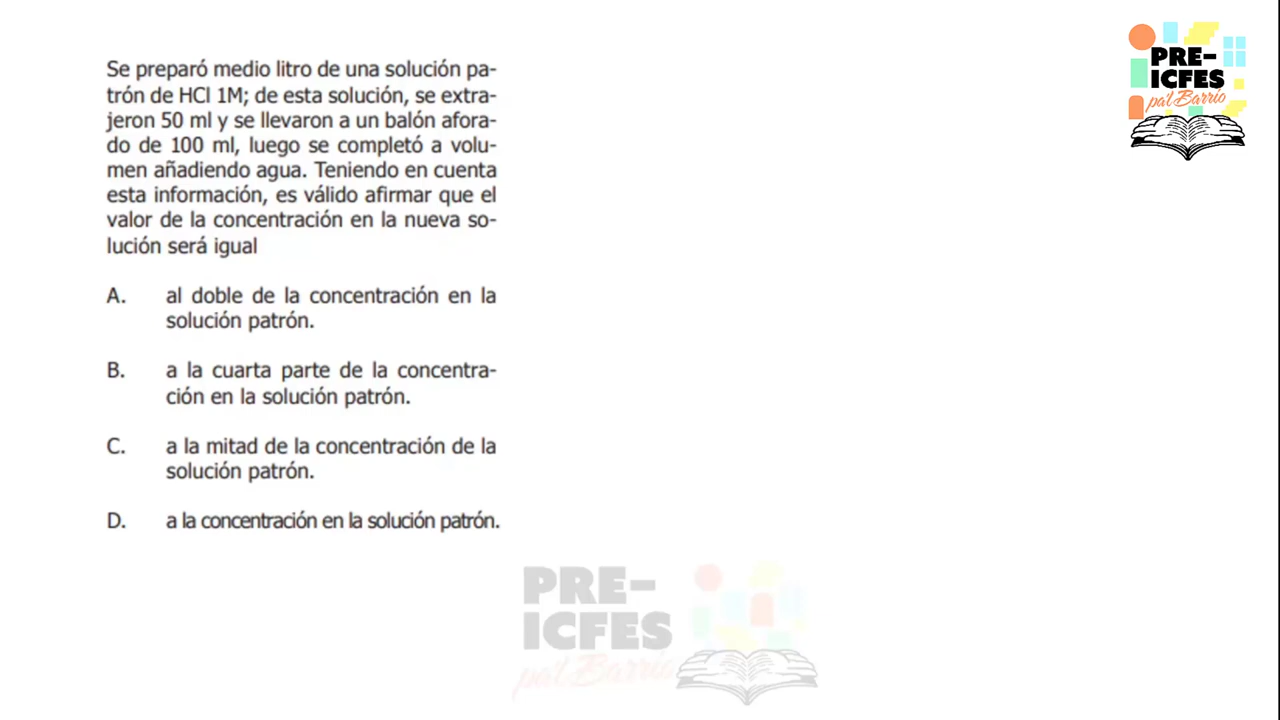 PRE-
ICFES
pa'l Barrio
Se preparó medio litro de una solución pa-
trón de HCl 1M; de esta solución, se extra-
jeron 50 ml y se llevaron a un balón afora-
do de 100 ml, luego se completó a volu-
men añadiendo agua. Teniendo en cuenta
esta información, es válido afirmar que el
valor de la concentración en la nueva so-
lución será igual
A. al doble de la concentración en la
solución patrón.
B. a la cuarta parte de la concentra-
ción en la solución patrón.
C. a la mitad de la concentración de la
solución patrón.
D. a la concentración en la solución patrón.
PRE-
ICFES
pa'l Barrio